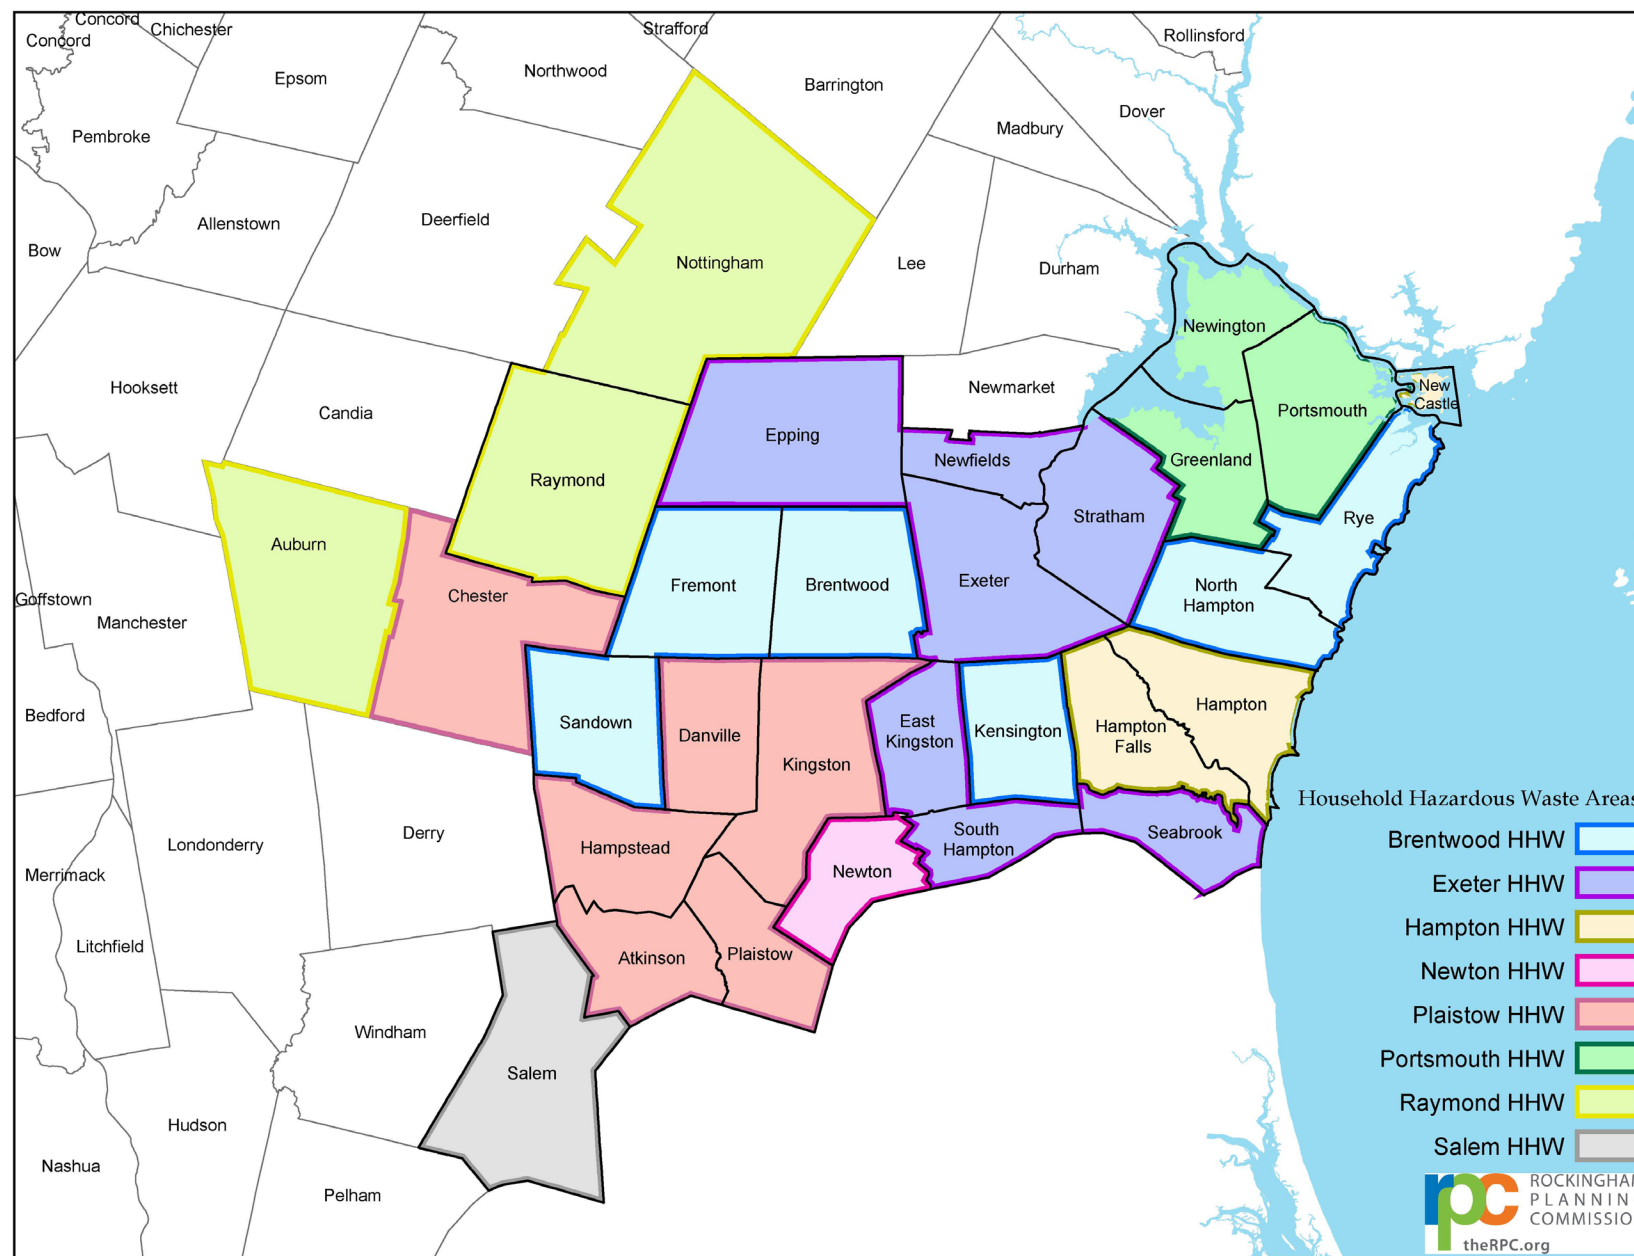 Concord
Concord
Chichester
Strafford
Rollinsford
Epsom
Northwood
Barrington
Dover
Madbury
Pembroke
Allenstown
Deerfield
Bow
Nottingham
Lee
Durham
Newington
Hooksett
Candia
Newmarket
New
Castle
Portsmouth
Epping
Newfields
Greenland
Raymond
Stratham
Rye
Auburn
Chester
Fremont
Brentwood
Exeter
North
Hampton
Goffstown
Manchester
Bedford
Sandown
Danville
East
Kingston
Kensington
Hampton
Falls
Hampton
Kingston
Derry
Londonderry
Hampstead
South
Hampton
Seabrook
Newton
Merrimack
Litchfield
Atkinson
Plaistow
Windham
Salem
Hudson
Nashua
Pelham
Household Hazardous Waste Areas
Brentwood HHW
Exeter HHW
Hampton HHW
Newton HHW
Plaistow HHW
Portsmouth HHW
Raymond HHW
Salem HHW
rpc
ROCKINGHAM
PLANNIN
COMMISSIO
theRPC.org